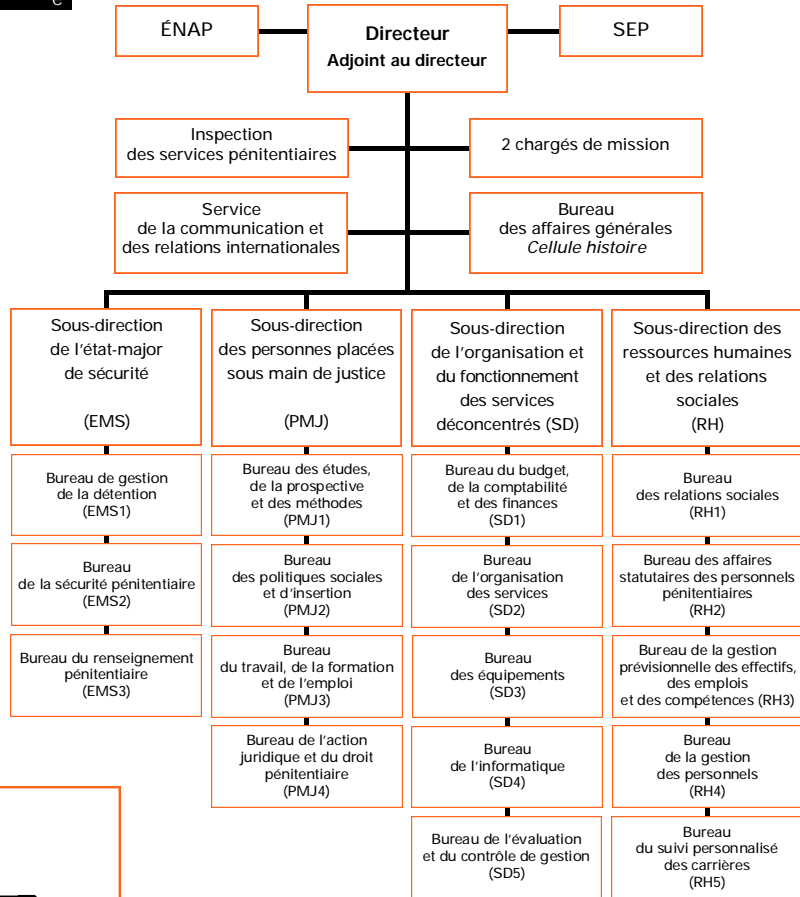 C
ÉNAP
Directeur
Adjoint au directeur
SEP
Inspection
des services pénitentiaires
2 chargés de mission
Service
de la communication et
des relations internationales
Bureau
des affaires générales
Cellule histoire
Sous-direction
de l'état-major
de sécurité
(EMS)
Sous-direction
des personnes placées
sous main de justice
(PMJ)
Sous-direction
de l'organisation et
du fonctionnement
des services
déconcentrés (SD)
Sous-direction des
ressources humaines
et des relations
sociales
(RH)
Bureau de gestion
de la détention
(EMS1)
Bureau des études,
de la prospective
et des méthodes
(PMJ1)
Bureau du budget,
de la comptabilité
et des finances
(SD1)
Bureau
des relations sociales
(RH1)
Bureau
de la sécurité pénitentiaire
(EMS2)
Bureau
des politiques sociales
et d'insertion
(PMJ2)
Bureau
de l'organisation
des services
(SD2)
Bureau des affaires
statutaires des personnels
pénitentiaires
(RH2)
Bureau du renseignement
pénitentiaire
(EMS3)
Bureau
du travail, de la formation
et de l'emploi
(PMJ3)
Bureau
des équipements
(SD3)
Bureau de la gestion
prévisionnelle des effectifs,
des emplois
et des compétences (RH3)
Bureau de l'action
juridique et du droit
pénitentiaire
(PMJ4)
Bureau
de l'informatique
(SD4)
Bureau
de la gestion
des personnels
(RH4)
Bureau de l'évaluation
et du contrôle de gestion
(SD5)
Bureau
du suivi personnalisé
des carrières
(RH5)